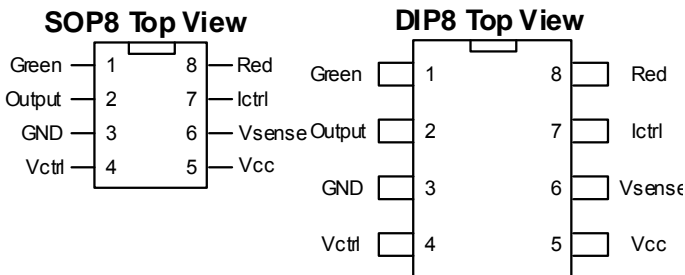 SOP8 Top View
Green 1 8 Red
Output 2 7 Ictrl
GND 3 6 Vsense
Vctrl 4 5 Vcc
DIP8 Top View
Green 1 8 Red
Output 2 7 Ictrl
GND 3 6 Vsense
Vctrl 4 5 Vcc